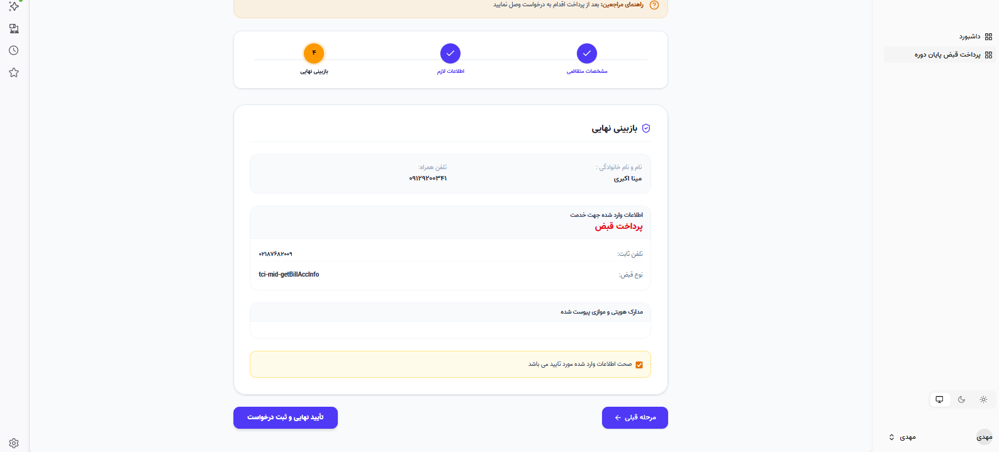 راهنمای مراجعین: بعد از پرداخت اقدام به درخواست وصل نمایید
داشبورد
پرداخت قبض پایان دوره
مشخصات متقاضی
اطلاعات لازم
۴
بازبینی نهایی
بازبینی نهایی
نام و نام خانوادگی :
مینا اکبری
تلفن همراه:
۰۹۱۲۹۲۰۰۳۴۱
اطلاعات وارد شده جهت خدمت
پرداخت قبض
تلفن ثابت:
۰۲۱۸۷۶۸۲۰۰۹
نوع قبض:
tci-mid-getBillAccInfo
مدارک هویتی و موازی پیوست شده
صحت اطلاعات وارد شده مورد تایید می باشد
مرحله قبلی
تأیید نهایی و ثبت درخواست
مهدی
مهدی